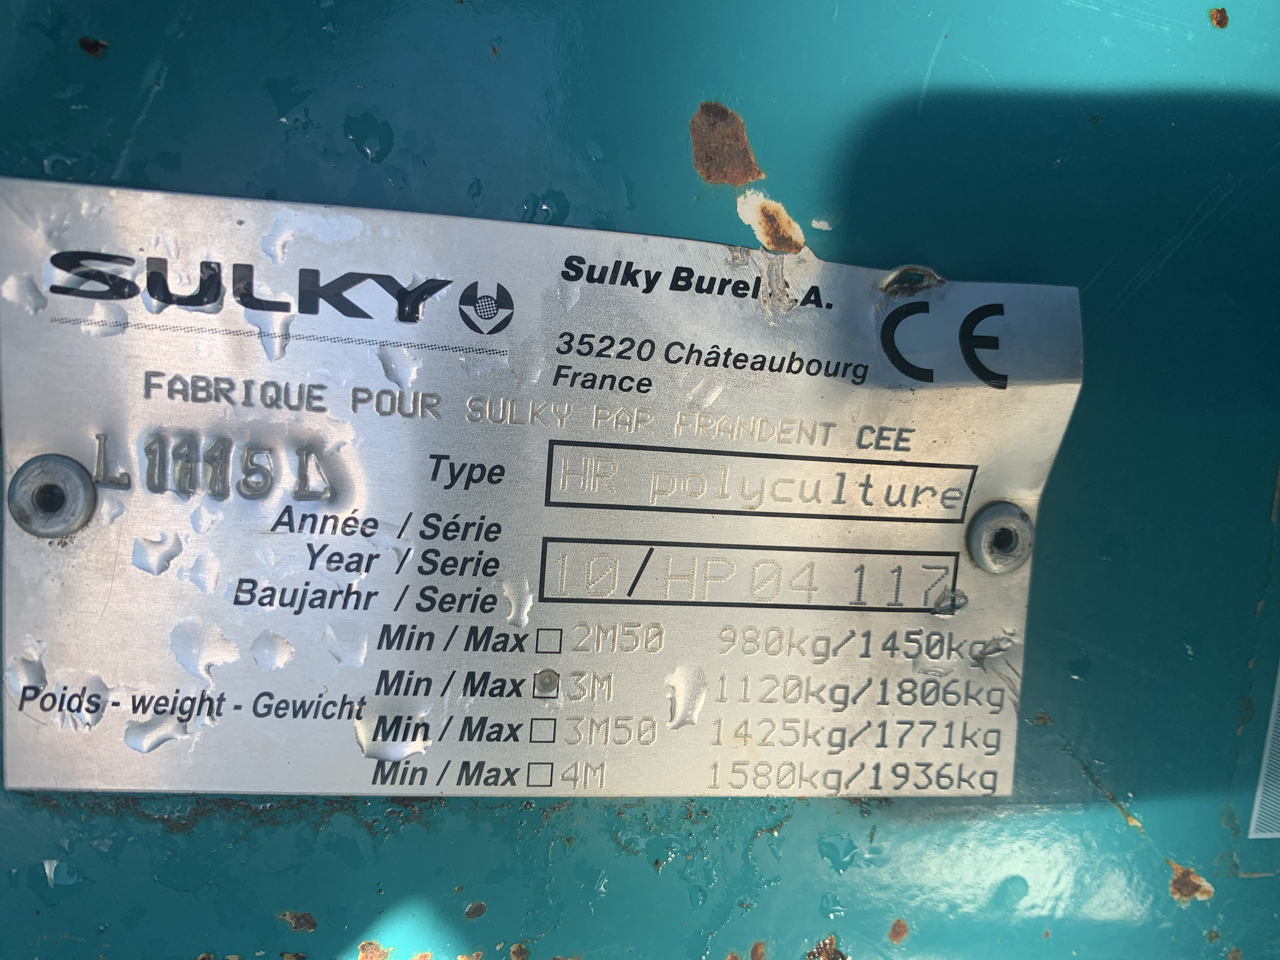 SULKY
Sulky Burel S.A.
35220 Châteaubourg
France
CE
FABRIQUE POUR SULKY PAR FRANDENT CEE
L1115D
Type HR polyculture
Année / Série
Year / Serie
Baujarhr / Serie
10/HP04 117
Poids - weight - Gewicht
Min / Max 2M50 980kg/1450kg
Min / Max 3M 1120kg/1806kg
Min / Max 3M50 1425kg/1771kg
Min / Max 4M 1580kg/1936kg